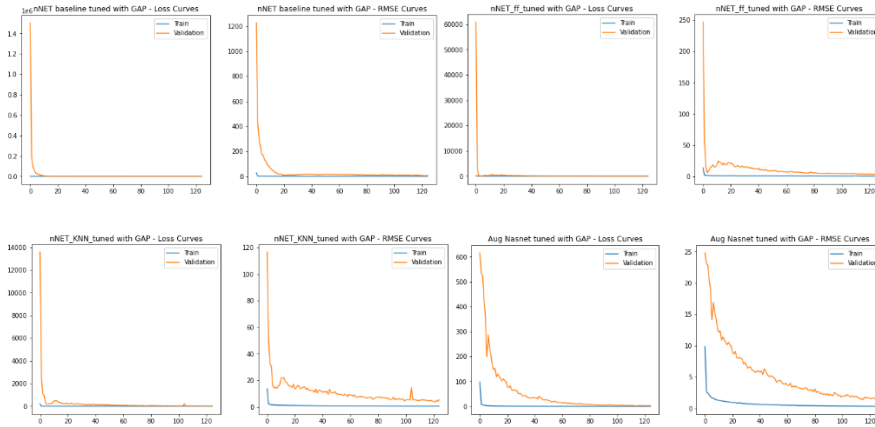 nNET baseline tuned with GAP - Loss Curves
1e6
Train
Validation
1.4
1.2
1.0
0.8
0.6
0.4
0.2
0.0
0 20 40 60 80 100 120
nNET baseline tuned with GAP - RMSE Curves
Train
Validation
1200
1000
800
600
400
200
0
0 20 40 60 80 100 120
nNET_ff_tuned with GAP - Loss Curves
Train
Validation
60000
50000
40000
30000
20000
10000
0
0 20 40 60 80 100 120
nNET_ff_tuned with GAP - RMSE Curves
Train
Validation
250
200
150
100
50
0
0 20 40 60 80 100 120
nNET_KNN_tuned with GAP - Loss Curves
Train
Validation
14000
12000
10000
8000
6000
4000
2000
0
0 20 40 60 80 100 120
nNET_KNN_tuned with GAP - RMSE Curves
Train
Validation
120
100
80
60
40
20
0
0 20 40 60 80 100 120
Aug Nasnet tuned with GAP - Loss Curves
Train
Validation
600
500
400
300
200
100
0
0 20 40 60 80 100 120
Aug Nasnet tuned with GAP - RMSE Curves
Train
Validation
25
20
15
10
5
0
0 20 40 60 80 100 120